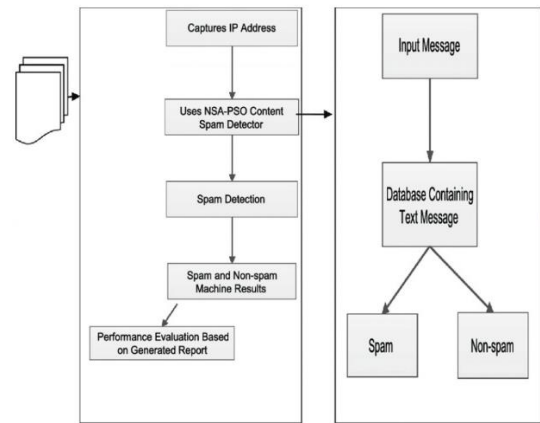 Captures IP Address
Uses NSA-PSO Content
Spam Detector
Spam Detection
Spam and Non-spam
Machine Results
Performance Evaluation Based
on Generated Report
Input Message
Database Containing
Text Message
Spam
Non-spam